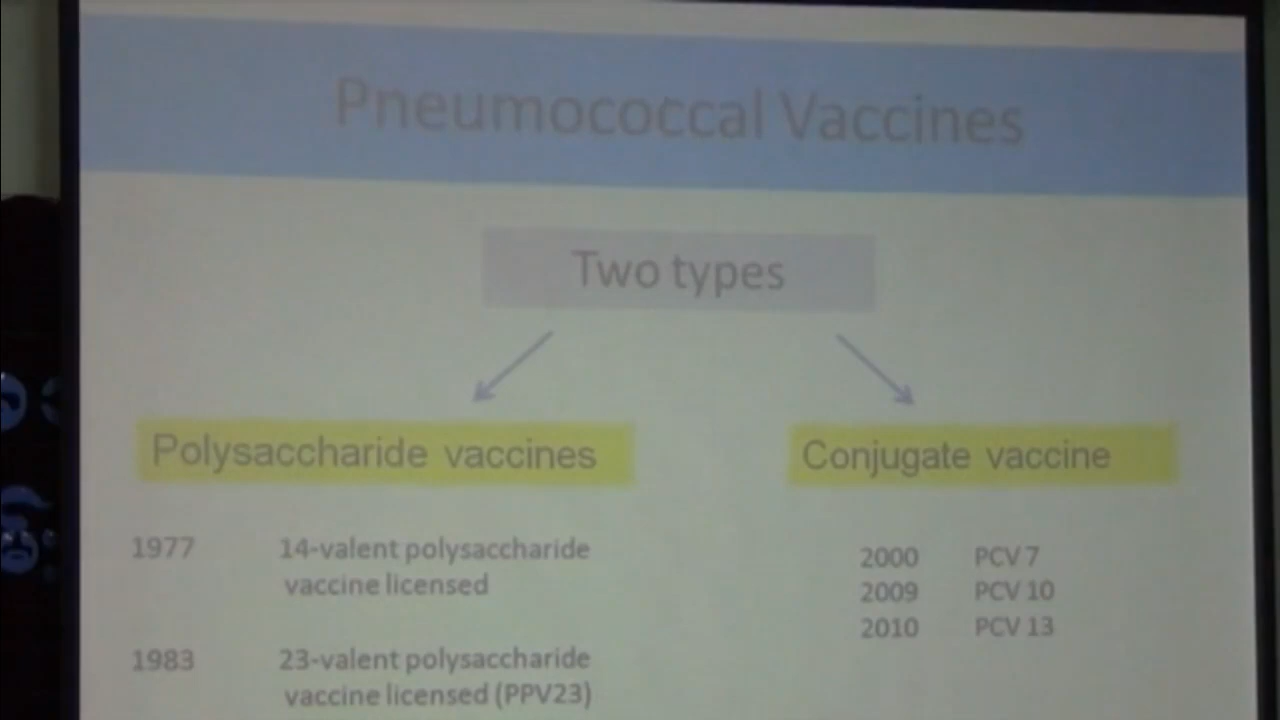 Pneumococcal Vaccines
Two types
Polysaccharide vaccines
1977 14-valent polysaccharide
vaccine licensed
1983 23-valent polysaccharide
vaccine licensed (PPV23)
Conjugate vaccine
2000 PCV 7
2009 PCV 10
2010 PCV 13